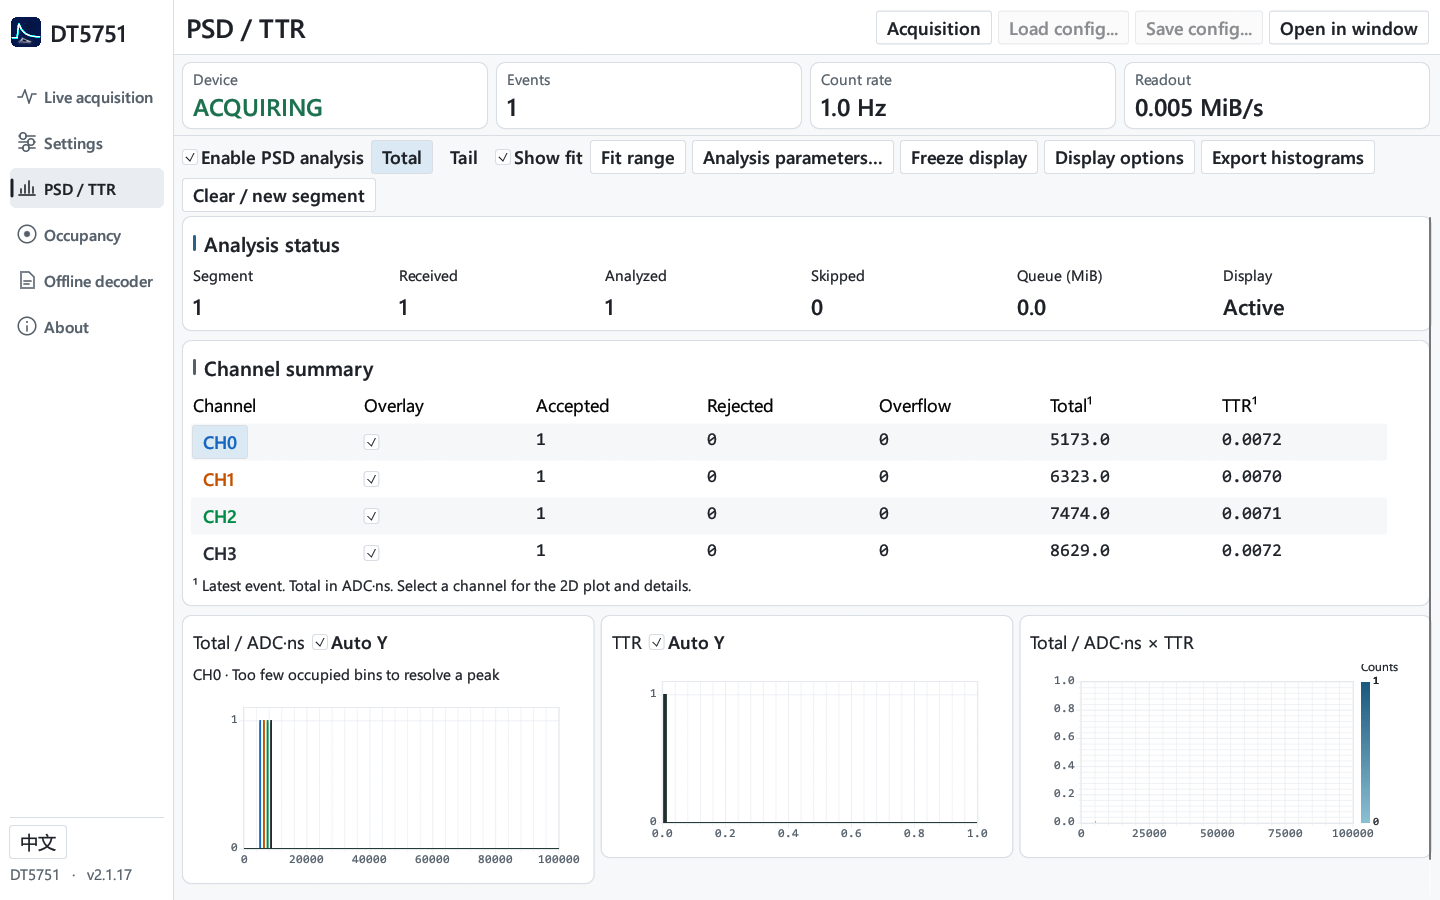 DT5751
Live acquisition
Settings
PSD / TTR
Occupancy
Offline decoder
About
中文
DT5751 · v2.1.17
PSD / TTR
Acquisition
Load config...
Save config...
Open in window
Device
ACQUIRING
Events
1
Count rate
1.0 Hz
Readout
0.005 MiB/s
Enable PSD analysis
Total
Tail
Show fit
Fit range
Analysis parameters...
Freeze display
Display options
Export histograms
Clear / new segment
Analysis status
Segment Received Analyzed Skipped Queue (MiB) Display
1 1 1 0 0.0 Active
Channel summary
Channel Overlay Accepted Rejected Overflow Total¹ TTR¹
CH0 1 0 0 5173.0 0.0072
CH1 1 0 0 6323.0 0.0070
CH2 1 0 0 7474.0 0.0071
CH3 1 0 0 8629.0 0.0072
¹ Latest event. Total in ADC·ns. Select a channel for the 2D plot and details.
Total / ADC·ns Auto Y
CH0 · Too few occupied bins to resolve a peak
1
0
0 20000 40000 60000 80000 100000
TTR Auto Y
1
0
0.0 0.2 0.4 0.6 0.8 1.0
Total / ADC·ns × TTR
Counts
1
0
1.0
0.8
0.6
0.4
0.2
0.0
0 25000 50000 75000 100000